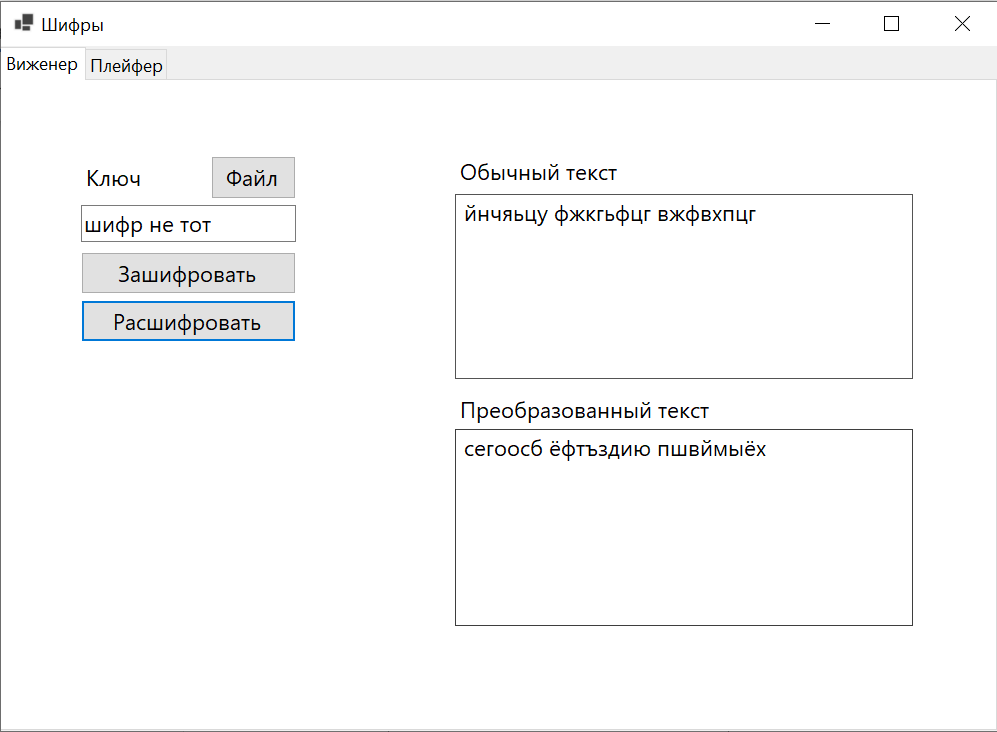 Шифры
Виженер Плейфер
Ключ Файл
шифр не тот
Зашифровать
Расшифровать
Обычный текст
йнчяьцу фжкгьфцг вжфвхпцг
Преобразованный текст
сегоосб ёфтъздию пшвймыёх